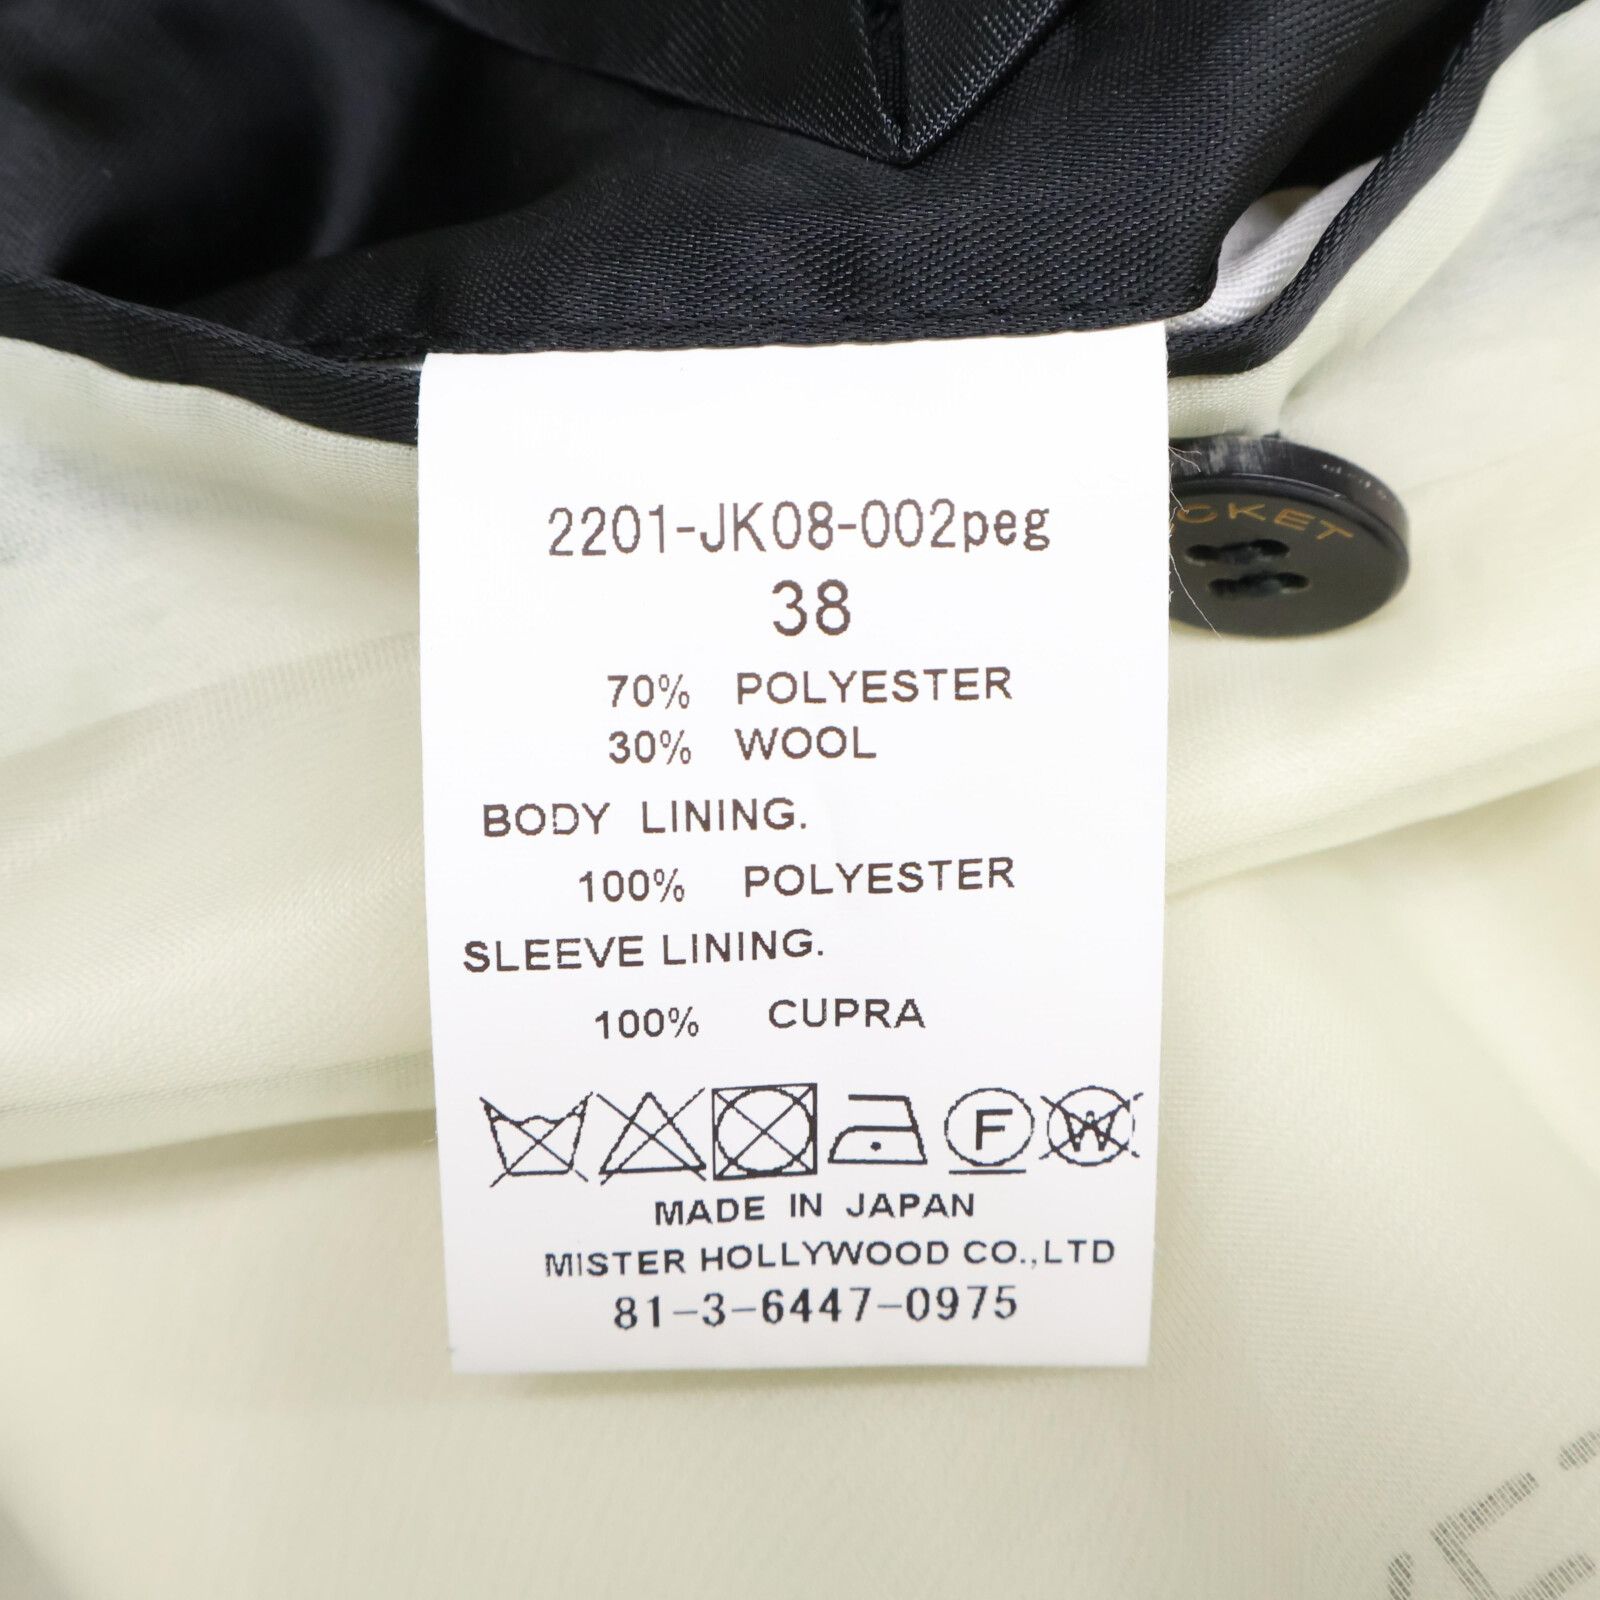 2201-JK08-002peg
38
70% POLYESTER
30% WOOL
BODY LINING.
100% POLYESTER
SLEEVE LINING.
100% CUPRA
F W
MADE IN JAPAN
MISTER HOLLYWOOD CO.,LTD
81-3-6447-0975